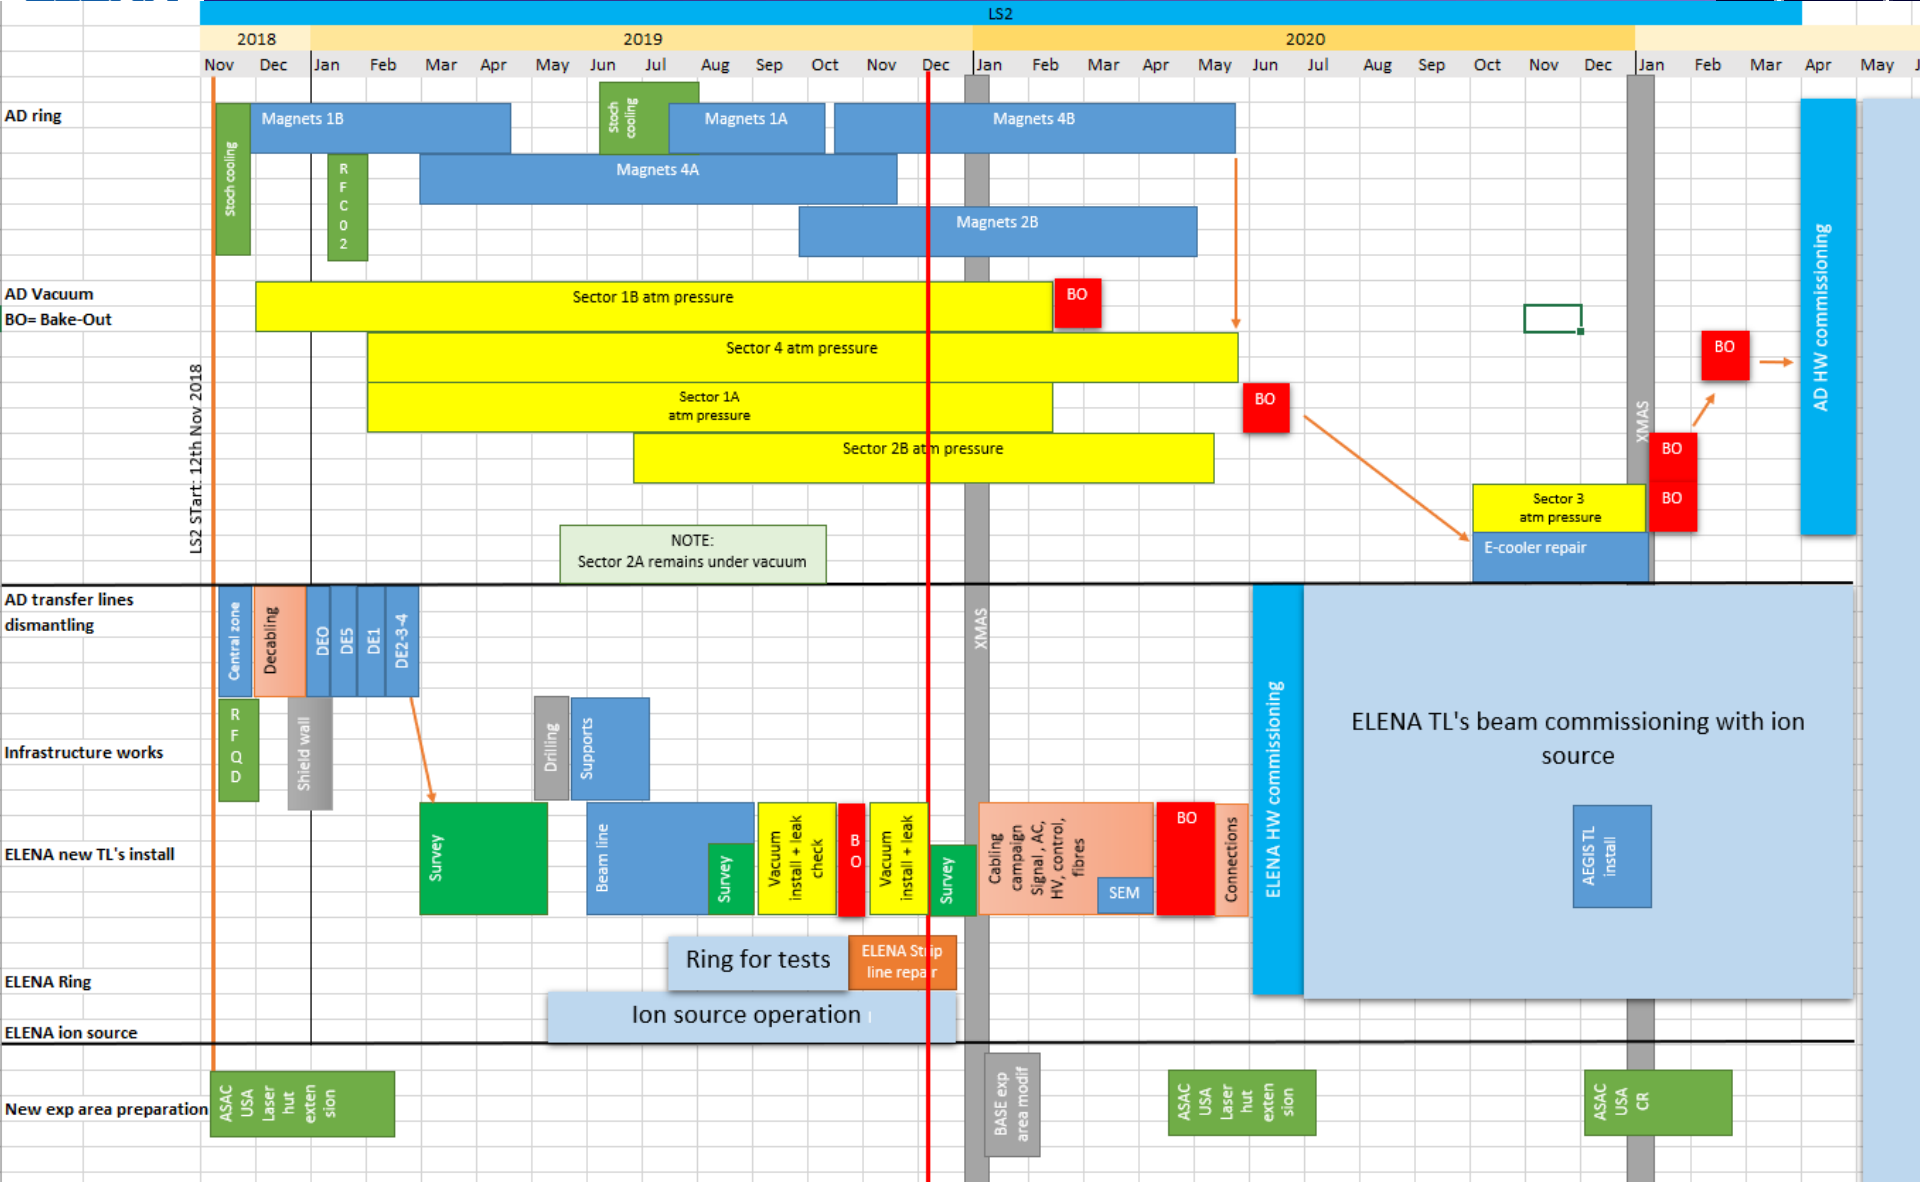 LS2
2018 2019 2020
Nov Dec Jan Feb Mar Apr May Jun Jul Aug Sep Oct Nov Dec Jan Feb Mar Apr May Jun Jul Aug Sep Oct Nov Dec Jan Feb Mar Apr May J
AD ring
Stoch cooling
Magnets 1B
R
F
C
0
2
Stoch
cooling
Magnets 1A
Magnets 4B
Magnets 4A
Magnets 2B
AD Vacuum
BO= Bake-Out
Sector 1B atm pressure
BO
Sector 4 atm pressure
Sector 1A
atm pressure
BO
Sector 2B atm pressure
BO
BO
BO
Sector 3
atm pressure
E-cooler repair
XMAS
AD HW commissioning
LS2 STart: 12th Nov 2018
NOTE:
Sector 2A remains under vacuum
AD transfer lines
dismantling
Central zone
Decabling
DE0
DE5
DE1
DE2-3-4
XMAS
Infrastructure works
R
F
Q
D
Shield wall
Drilling
Supports
ELENA HW commissioning
ELENA TL's beam commissioning with ion
source
ELENA new TL's install
Survey
Beam line
Survey
Vacuum
install + leak
check
B
O
Vacuum
install + leak
Survey
Cabling
campaign
Signal , AC,
HV, control,
fibres
SEM
BO
Connections
AEGIS TL
install
ELENA Ring
Ring for tests
ELENA Strip
line repair
ELENA ion source
Ion source operation
New exp area preparation
ASAC
USA
Laser
hut
exten
sion
BASE exp
area modif
ASAC
USA
Laser
hut
exten
sion
ASAC
USA
CR